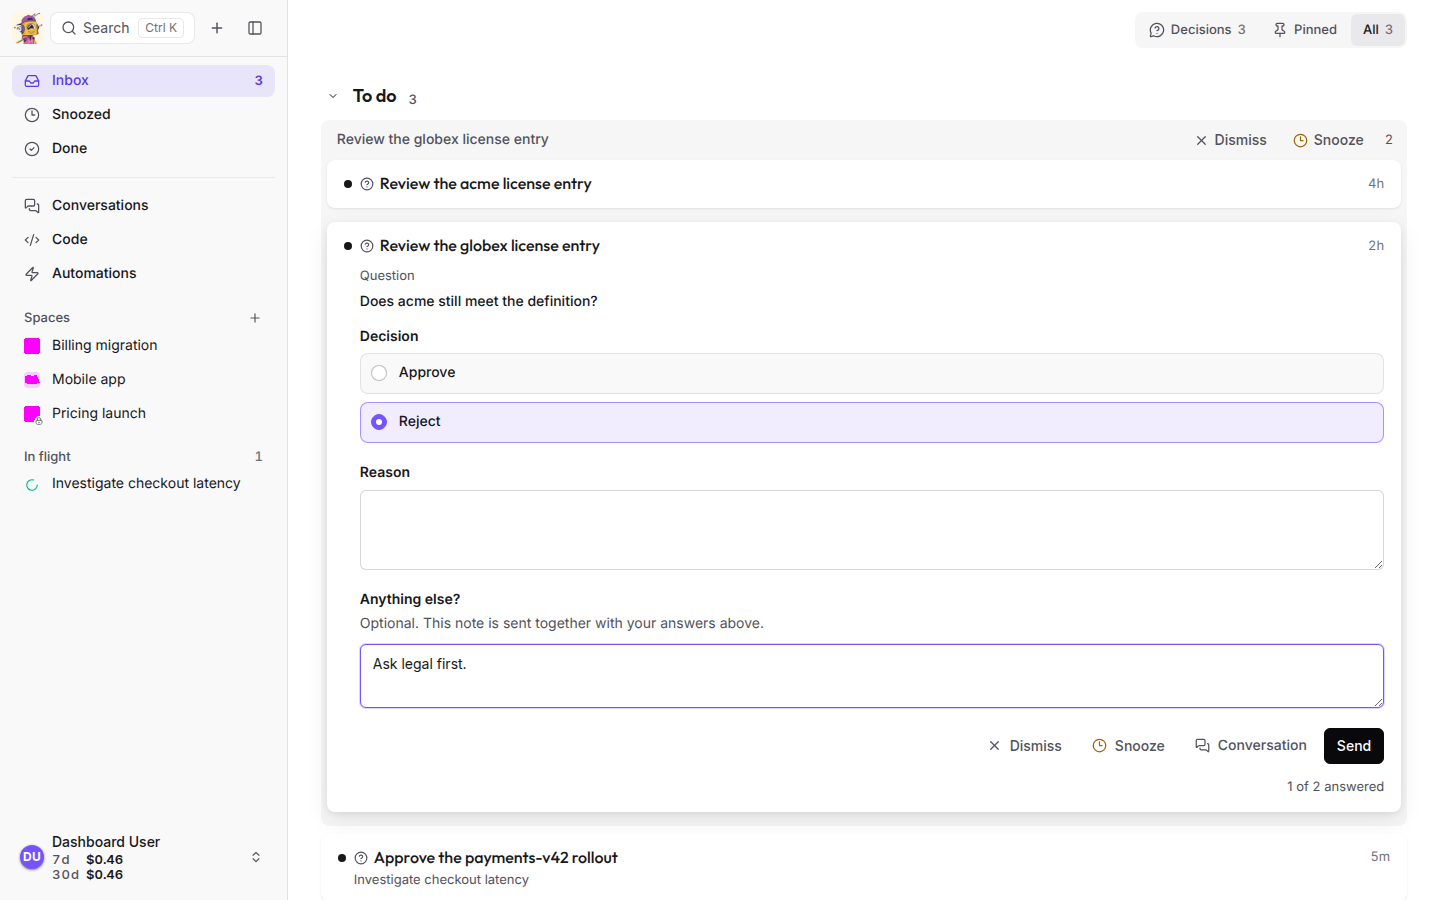 Search Ctrl K
Inbox 3
Snoozed
Done
Conversations
Code
Automations
Spaces
Billing migration
Mobile app
Pricing launch
In flight 1
Investigate checkout latency
Dashboard User
DU
7d $0.46
30d $0.46
Decisions 3 Pinned All 3
To do 3
Review the globex license entry Dismiss Snooze 2
Review the acme license entry 4h
Review the globex license entry 2h
Question
Does acme still meet the definition?
Decision
Approve
Reject
Reason
Anything else?
Optional. This note is sent together with your answers above.
Ask legal first.
Dismiss Snooze Conversation Send
1 of 2 answered
Approve the payments-v42 rollout 5m
Investigate checkout latency